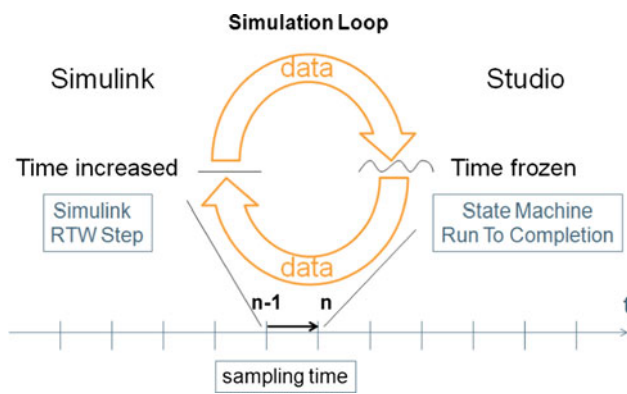 Simulation Loop
Simulink
data
Studio
Time increased
Time frozen
Simulink
RTW Step
State Machine
Run To Completion
data
n-1
n
t
sampling time